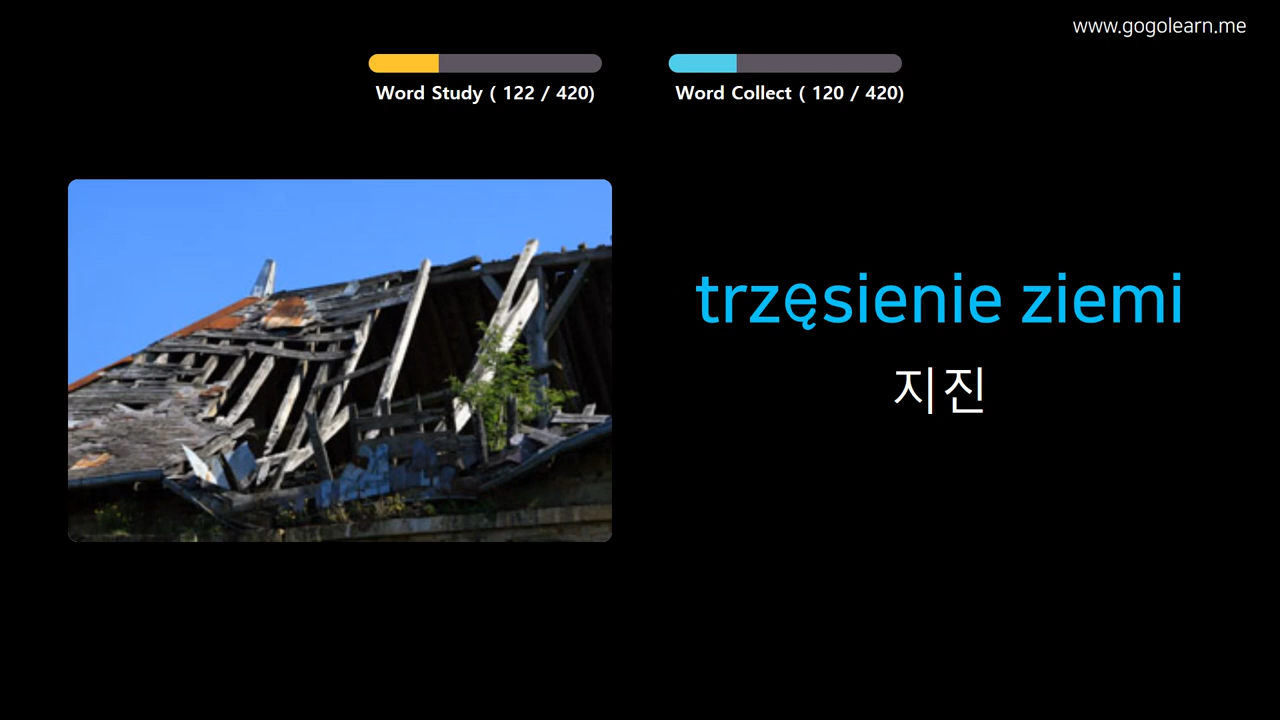 www.gogolearn.me
Word Study ( 122 / 420)
Word Collect ( 120 / 420)
trzęsienie ziemi
지진